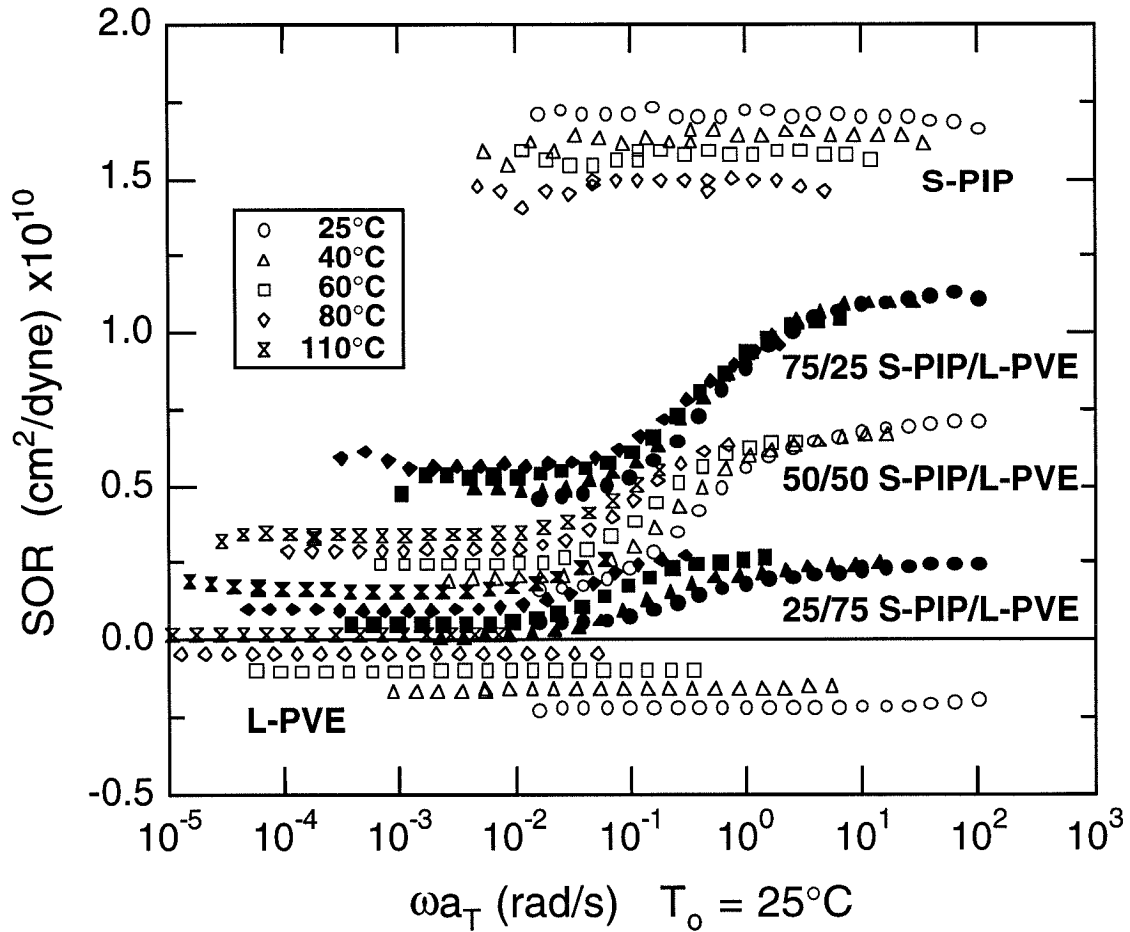 2.0
1.5
1.0
0.5
0.0
-0.5
SOR (cm²/dyne) x10¹⁰
25°C
40°C
60°C
80°C
110°C
S-PIP
75/25 S-PIP/L-PVE
50/50 S-PIP/L-PVE
25/75 S-PIP/L-PVE
L-PVE
10⁻⁵ 10⁻⁴ 10⁻³ 10⁻² 10⁻¹ 10⁰ 10¹ 10² 10³
ωa_T (rad/s) T_o = 25°C